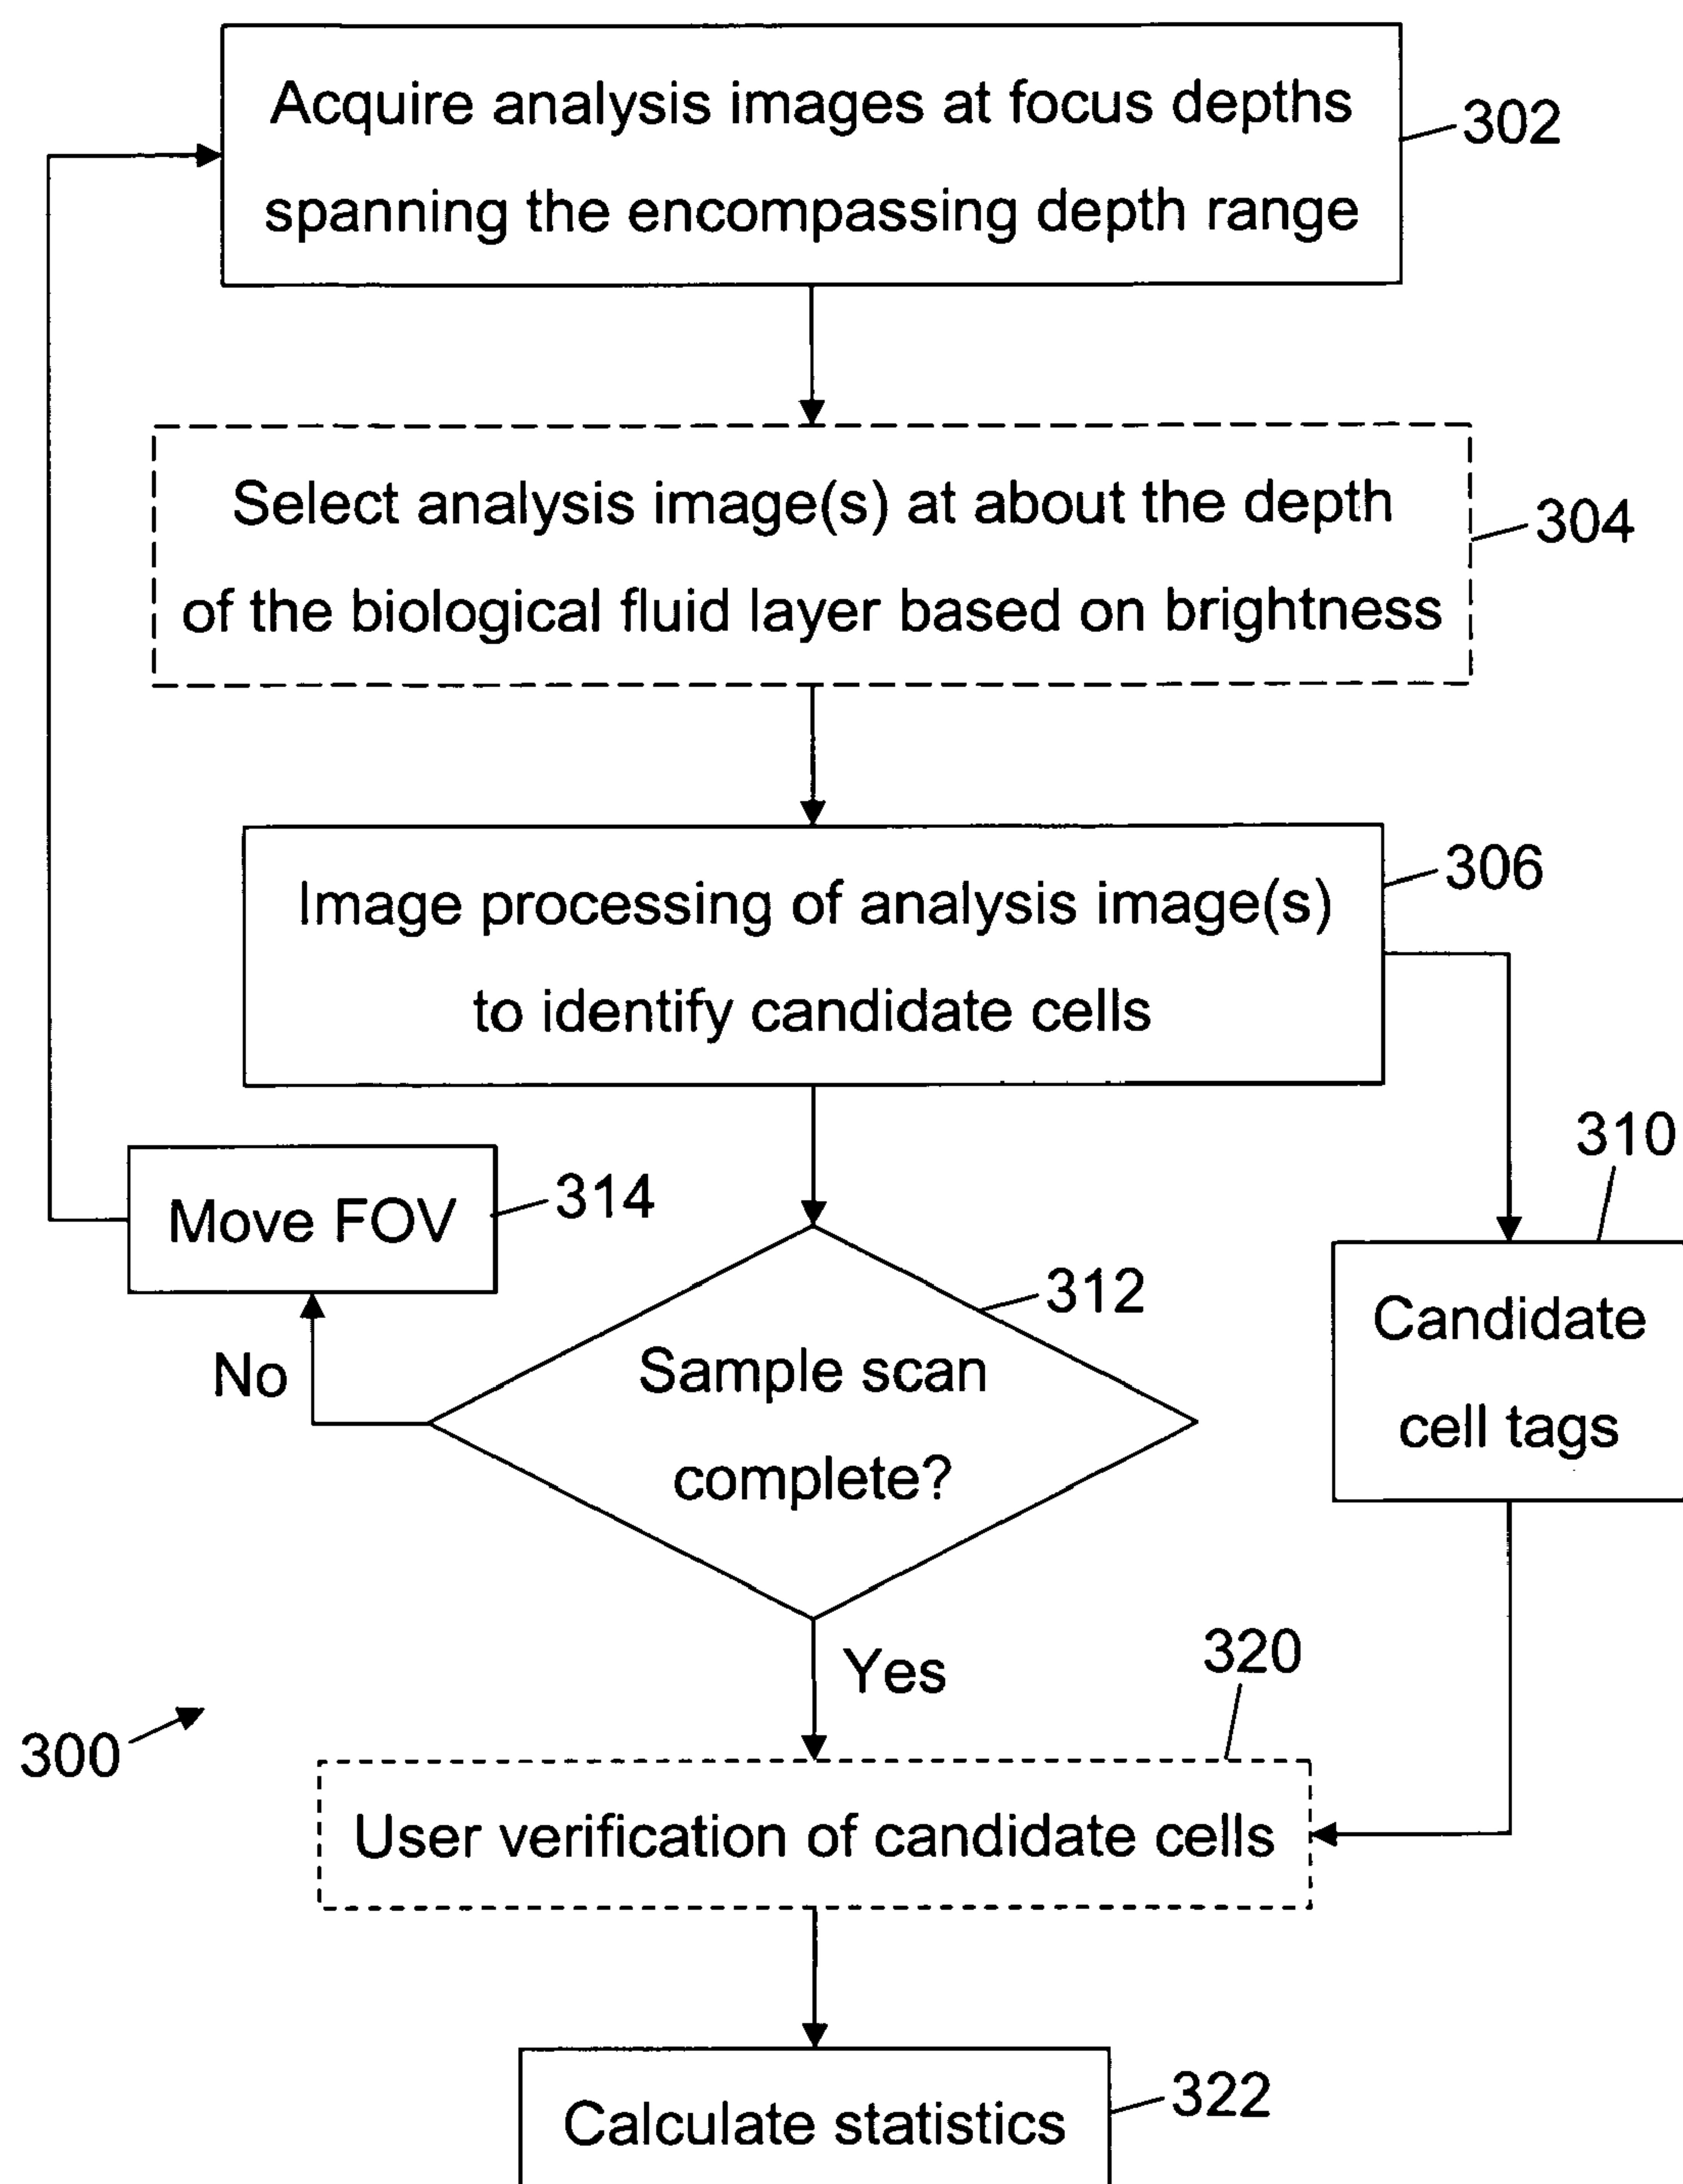 Acquire analysis images at focus depths
spanning the encompassing depth range
302
Select analysis image(s) at about the depth
of the biological fluid layer based on brightness
304
Image processing of analysis image(s)
to identify candidate cells
306
310
Move FOV
314
312
Sample scan
complete?
No
Candidate
cell tags
Yes
320
300
User verification of candidate cells
Calculate statistics
322